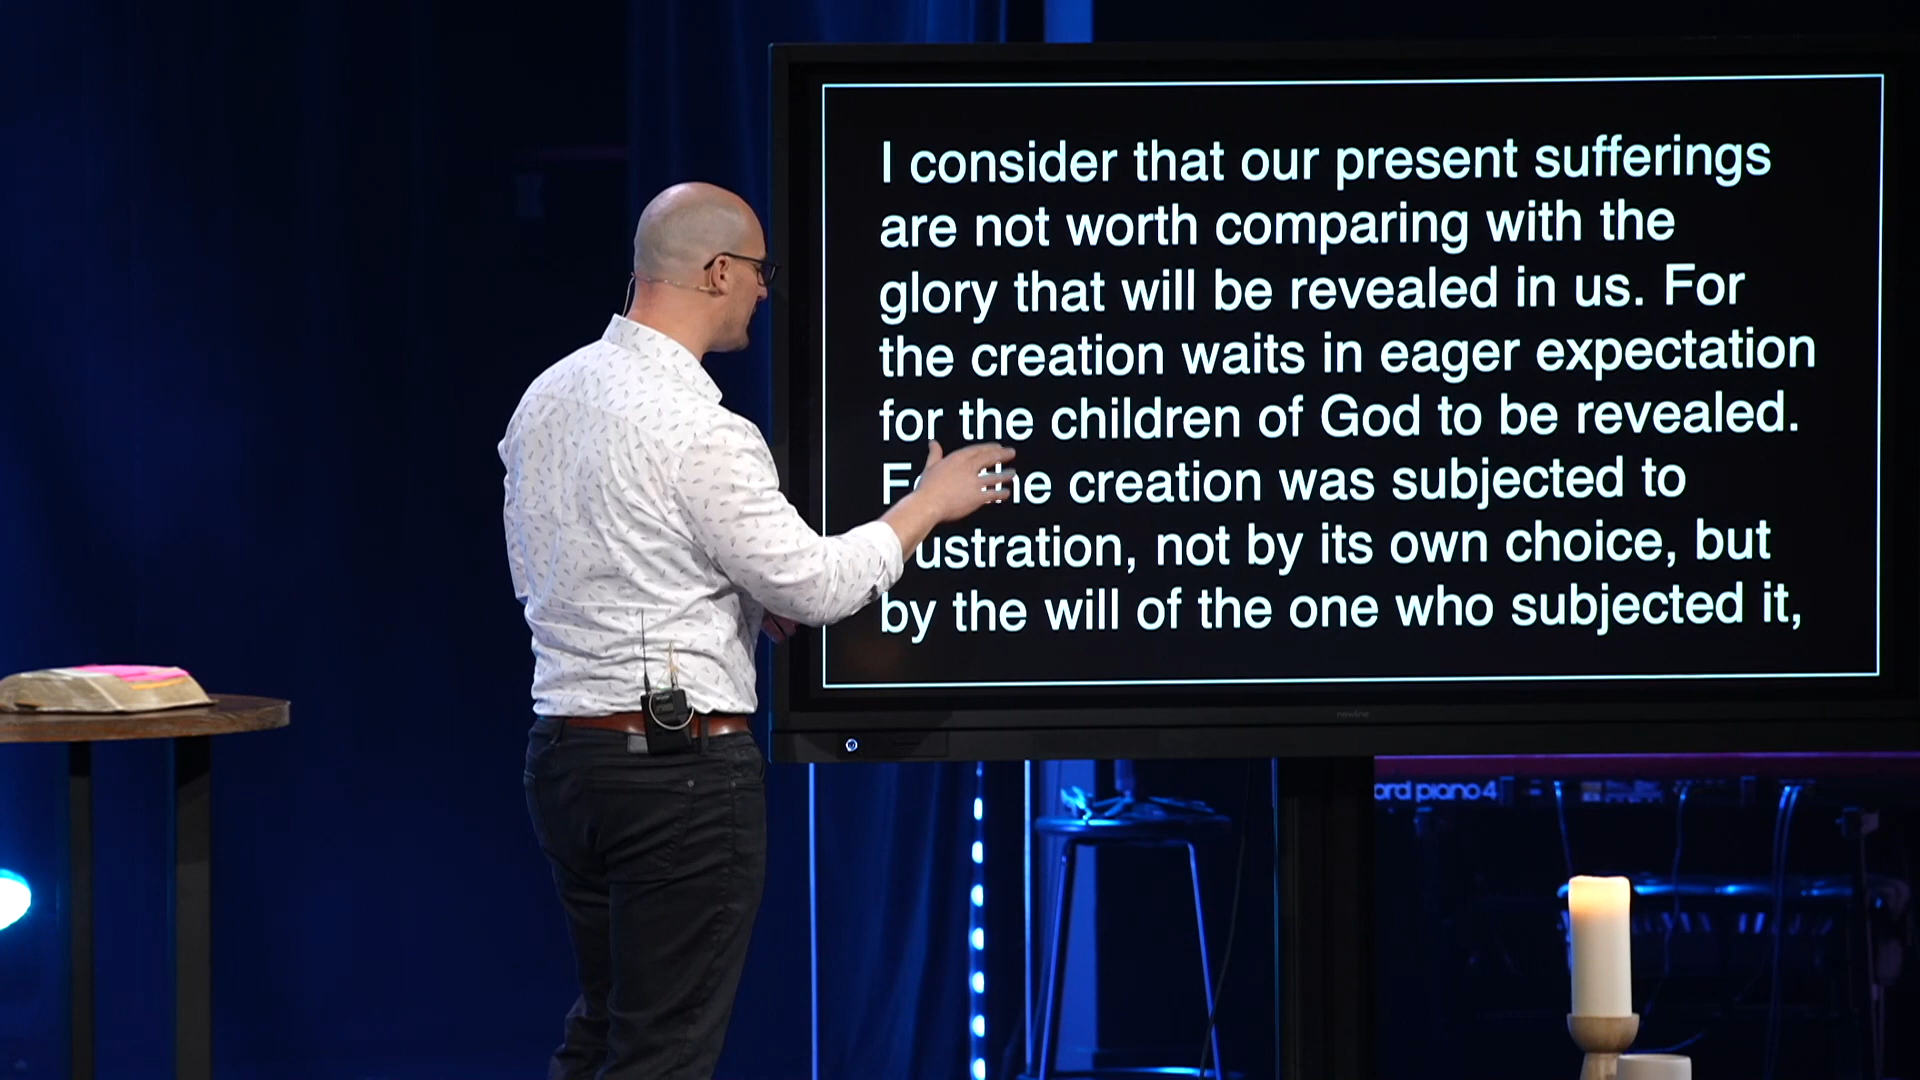 I consider that our present sufferings
are not worth comparing with the
glory that will be revealed in us. For
the creation waits in eager expectation
for the children of God to be revealed.
the creation was subjected to
ustration, not by its own choice, but
by the will of the one who subjected it,
newline
ord piano 4